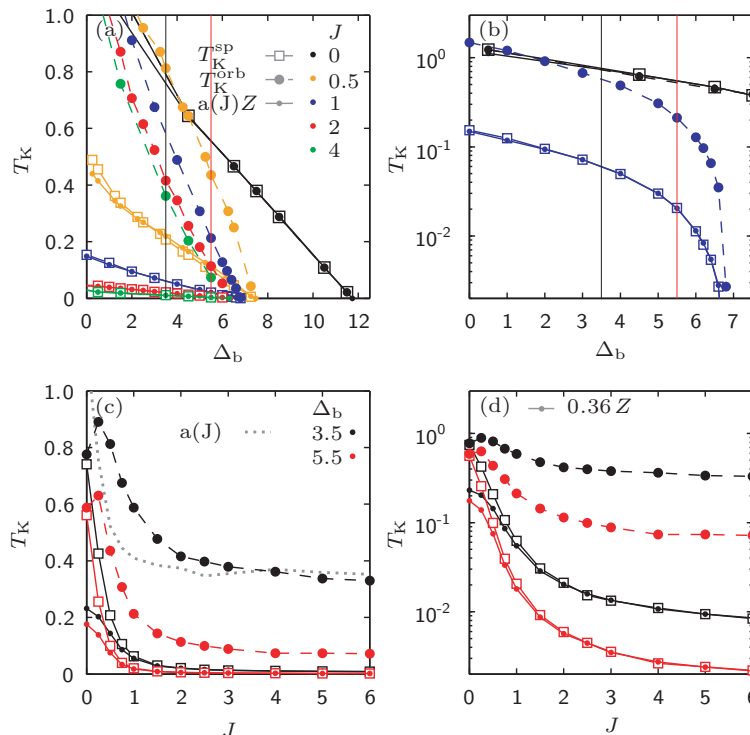 (a)
J
T_K^sp
0
T_K^orb
0.5
a(J)Z
1
2
4
T_K
1.0
0.8
0.6
0.4
0.2
0
0 2 4 6 8 10 12
Δ_b
(b)
T_K
10^0
10^-1
10^-2
0 1 2 3 4 5 6 7
Δ_b
(c)
a(J)
Δ_b
3.5
5.5
T_K
1.0
0.8
0.6
0.4
0.2
0
0 1 2 3 4 5 6
J
(d)
0.36 Z
T_K
10^0
10^-1
10^-2
0 1 2 3 4 5 6
J